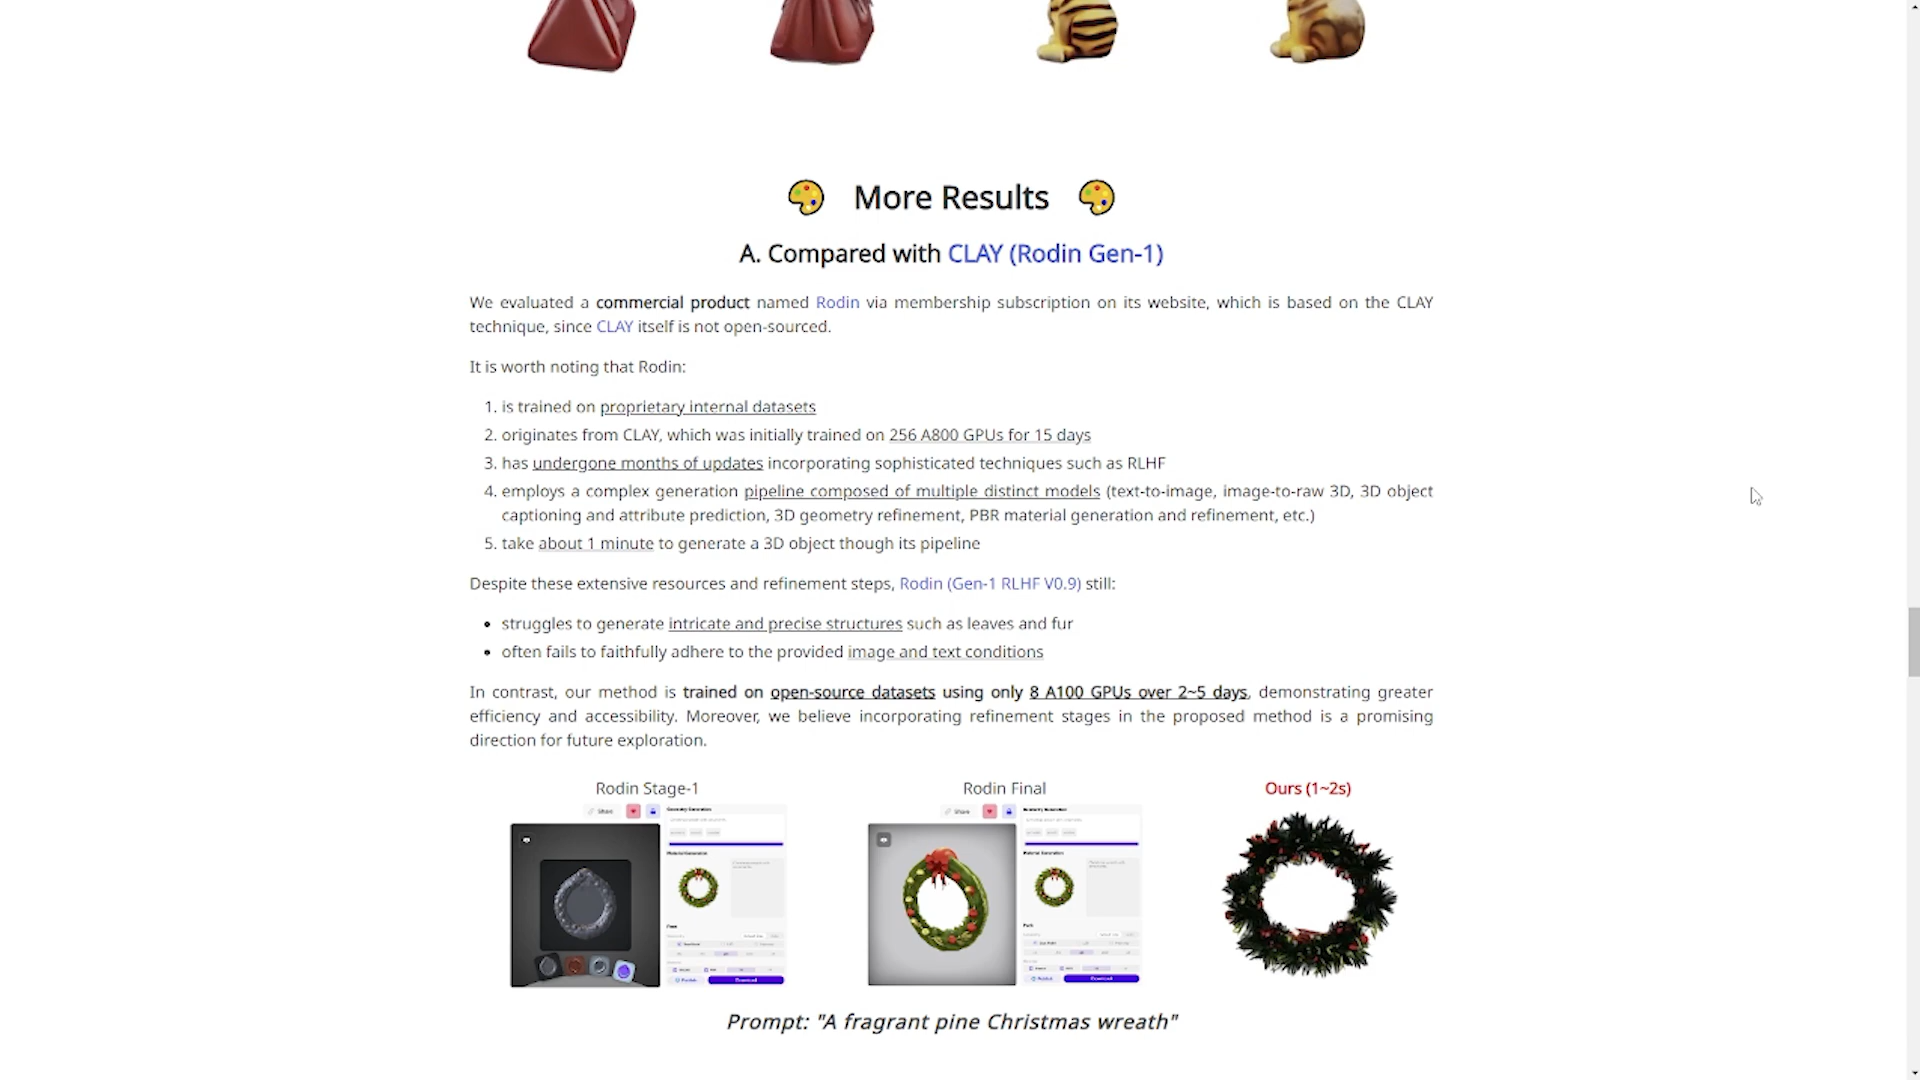 More Results
A. Compared with CLAY (Rodin Gen-1)
We evaluated a commercial product named Rodin via membership subscription on its website, which is based on the CLAY
technique, since CLAY itself is not open-sourced.
It is worth noting that Rodin:
1. is trained on proprietary internal datasets
2. originates from CLAY, which was initially trained on 256 A800 GPUs for 15 days
3. has undergone months of updates incorporating sophisticated techniques such as RLHF
4. employs a complex generation pipeline composed of multiple distinct models (text-to-image, image-to-raw 3D, 3D object
captioning and attribute prediction, 3D geometry refinement, PBR material generation and refinement, etc.)
5. take about 1 minute to generate a 3D object though its pipeline
Despite these extensive resources and refinement steps, Rodin (Gen-1 RLHF V0.9) still:
• struggles to generate intricate and precise structures such as leaves and fur
• often fails to faithfully adhere to the provided image and text conditions
In contrast, our method is trained on open-source datasets using only 8 A100 GPUs over 2~5 days, demonstrating greater
efficiency and accessibility. Moreover, we believe incorporating refinement stages in the proposed method is a promising
direction for future exploration.
Rodin Stage-1 Rodin Final Ours (1~2s)
Share Share
Prompt: "A fragrant pine Christmas wreath"